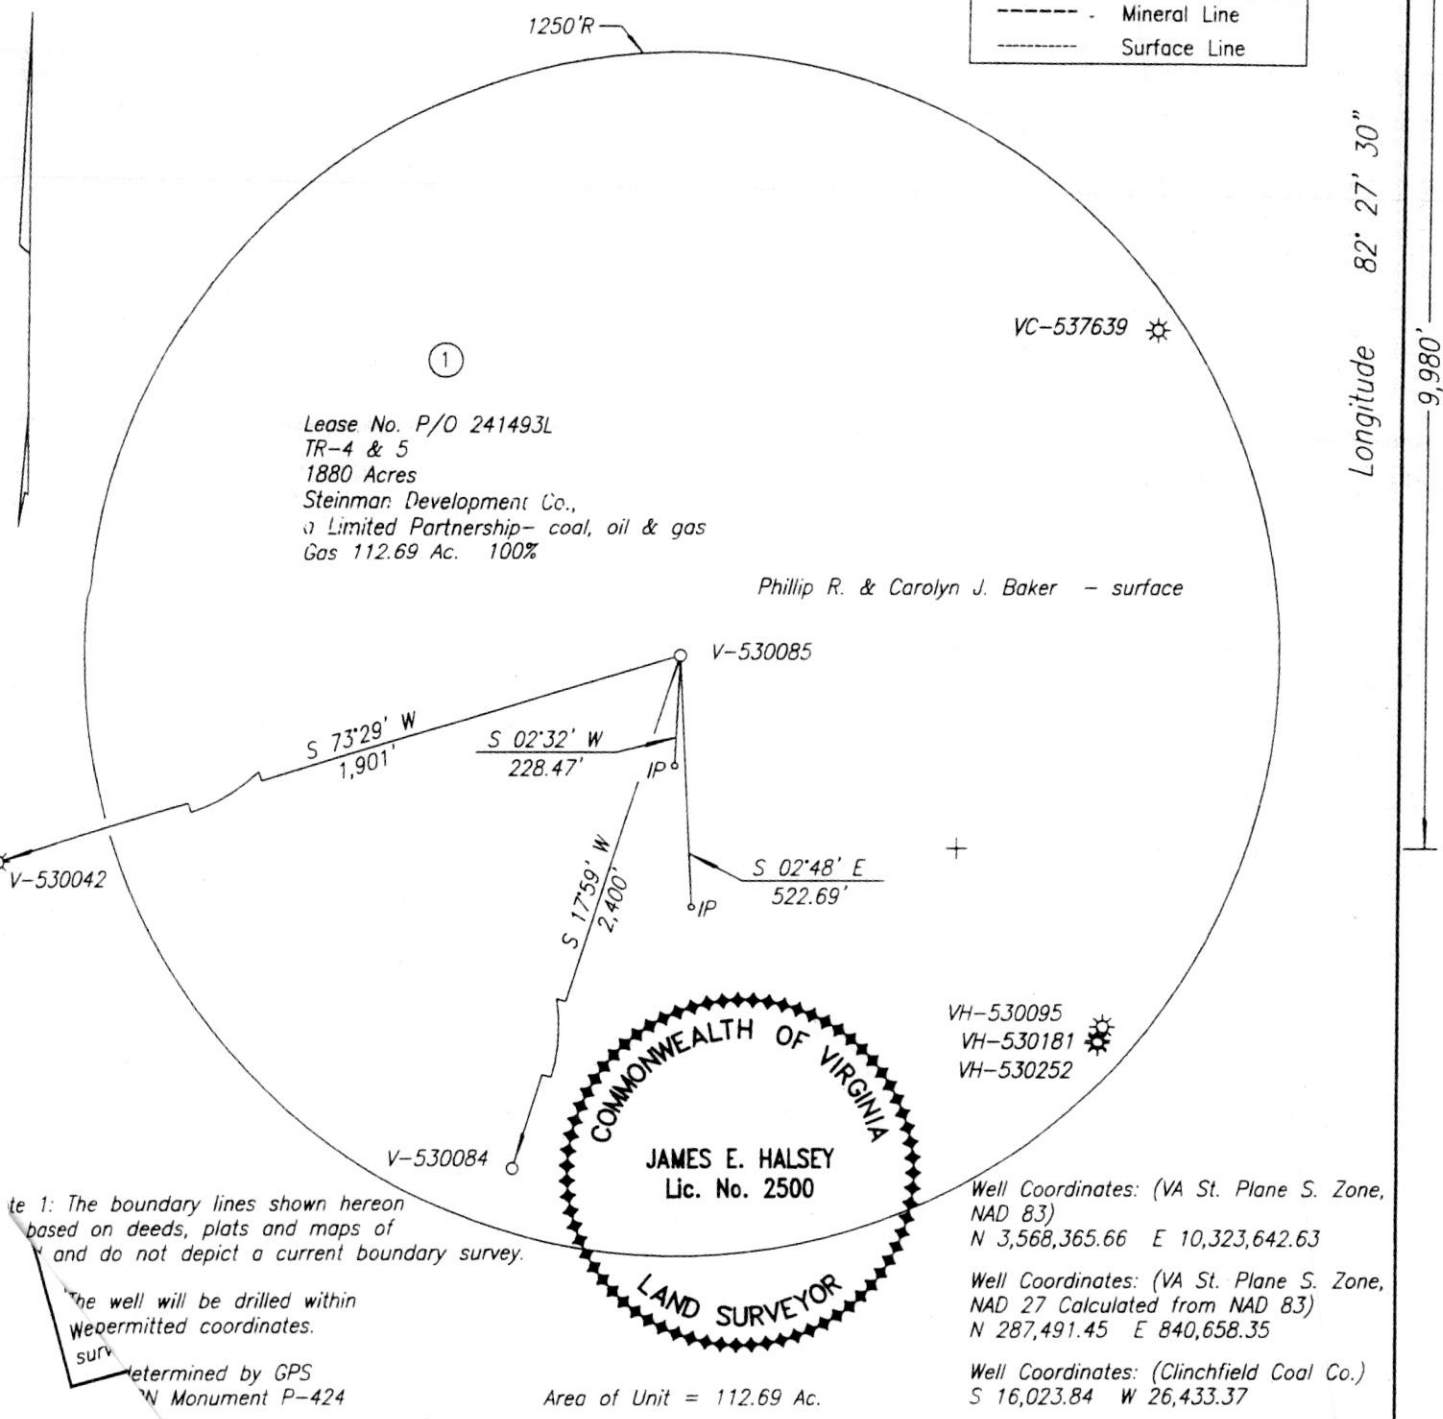 1250'R
Mineral Line
Surface Line
Longitude 82° 27' 30"
9,980'
VC-537639
1
Lease No. P/O 241493L
TR-4 & 5
1880 Acres
Steinman Development Co.,
a Limited Partnership- coal, oil & gas
Gas 112.69 Ac. 100%
Phillip R. & Carolyn J. Baker - surface
V-530085
S 73°29' W
1,901'
S 02°32' W
228.47'
IP
V-530042
S 17°59' W
2,400'
S 02°48' E
522.69'
IP
VH-530095
VH-530181
VH-530252
V-530084
COMMONWEALTH OF VIRGINIA
JAMES E. HALSEY
Lic. No. 2500
LAND SURVEYOR
1: The boundary lines shown hereon
based on deeds, plats and maps of
and do not depict a current boundary survey.
The well will be drilled within
permitted coordinates.
determined by GPS
Monument P-424
Area of Unit = 112.69 Ac.
Well Coordinates: (VA St. Plane S. Zone,
NAD 83)
N 3,568,365.66 E 10,323,642.63
Well Coordinates: (VA St. Plane S. Zone,
NAD 27 Calculated from NAD 83)
N 287,491.45 E 840,658.35
Well Coordinates: (Clinchfield Coal Co.)
S 16,023.84 W 26,433.37